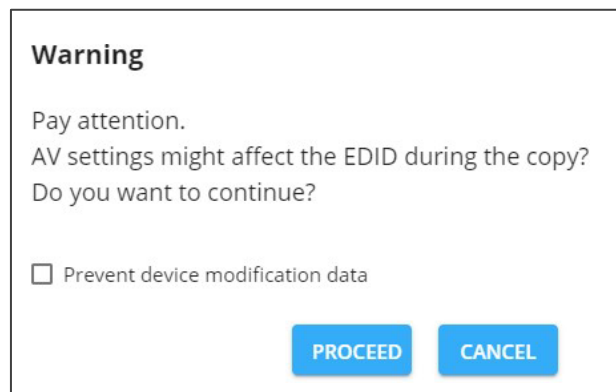 Warning
Pay attention.
AV settings might affect the EDID during the copy?
Do you want to continue?
Prevent device modification data
PROCEED CANCEL